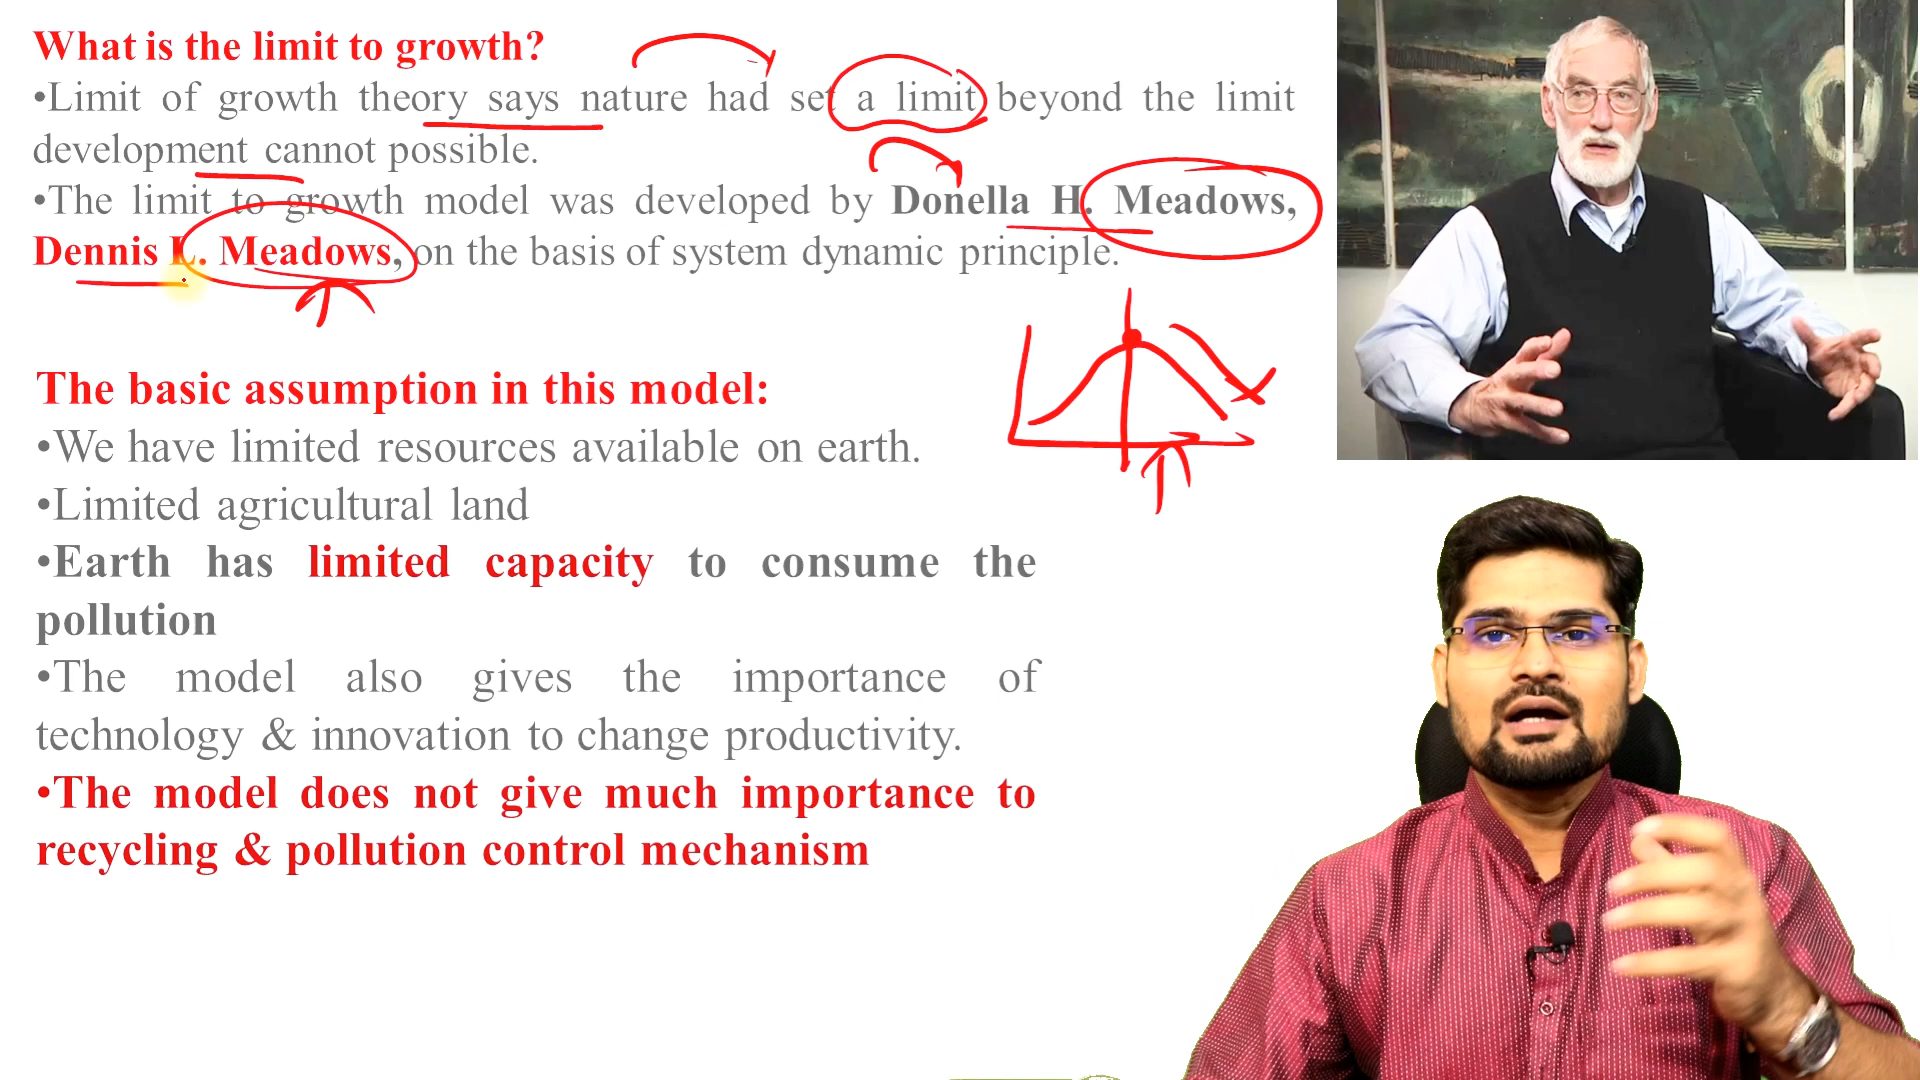 What is the limit to growth?
•Limit of growth theory says nature had set a limit beyond the limit
development cannot possible.
•The limit to growth model was developed by Donella H. Meadows,
Dennis L. Meadows, on the basis of system dynamic principle.
The basic assumption in this model:
•We have limited resources available on earth.
•Limited agricultural land
•Earth has limited capacity to consume the
pollution
•The model also gives the importance of
technology & innovation to change productivity.
•The model does not give much importance to
recycling & pollution control mechanism